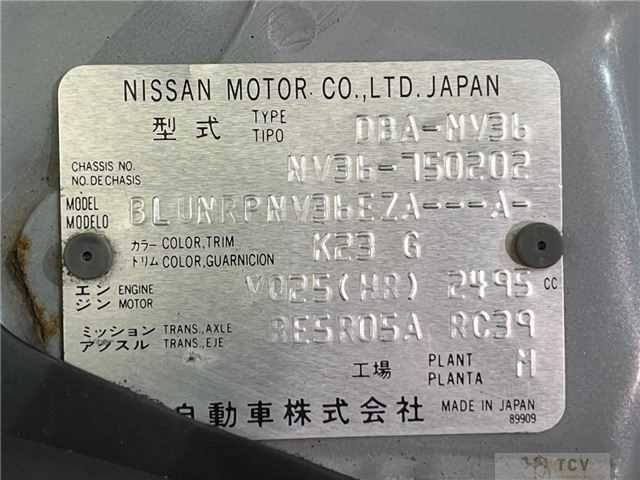 NISSAN MOTOR CO.,LTD. JAPAN
型式 TYPE TIPO DBA-NV36
CHASSIS NO. NO. DE CHASIS NV36-750202
MODEL MODELO BLUNRPNV36EZA---A-
カラー トリム COLOR,TRIM COLOR,GUARNICION K23 G
エンジン ENGINE MOTOR VQ25(HR) 2495 CC
ミッション アクスル TRANS.,AXLE TRANS.,EJE RE5R05A RC39
工場 PLANT PLANTA M
自動車株式会社 MADE IN JAPAN
89909
TCV